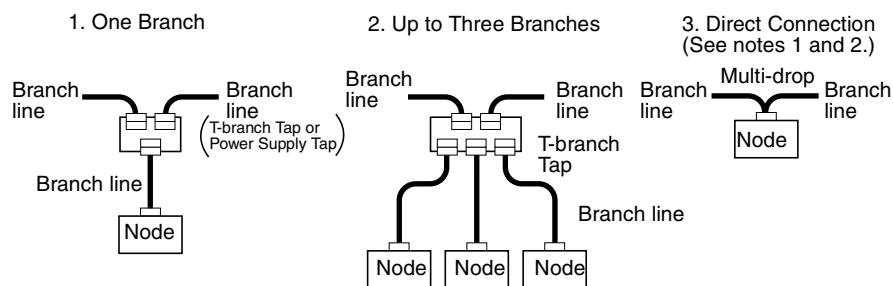 1. One Branch
Branch
line
Branch
line
(T-branch Tap or
Power Supply Tap)
Branch line
Node
2. Up to Three Branches
Branch
line
Branch
line
T-branch
Tap
Branch line
Node
Node
Node
3. Direct Connection
(See notes 1 and 2.)
Multi-drop
Branch
line
Branch
line
Node